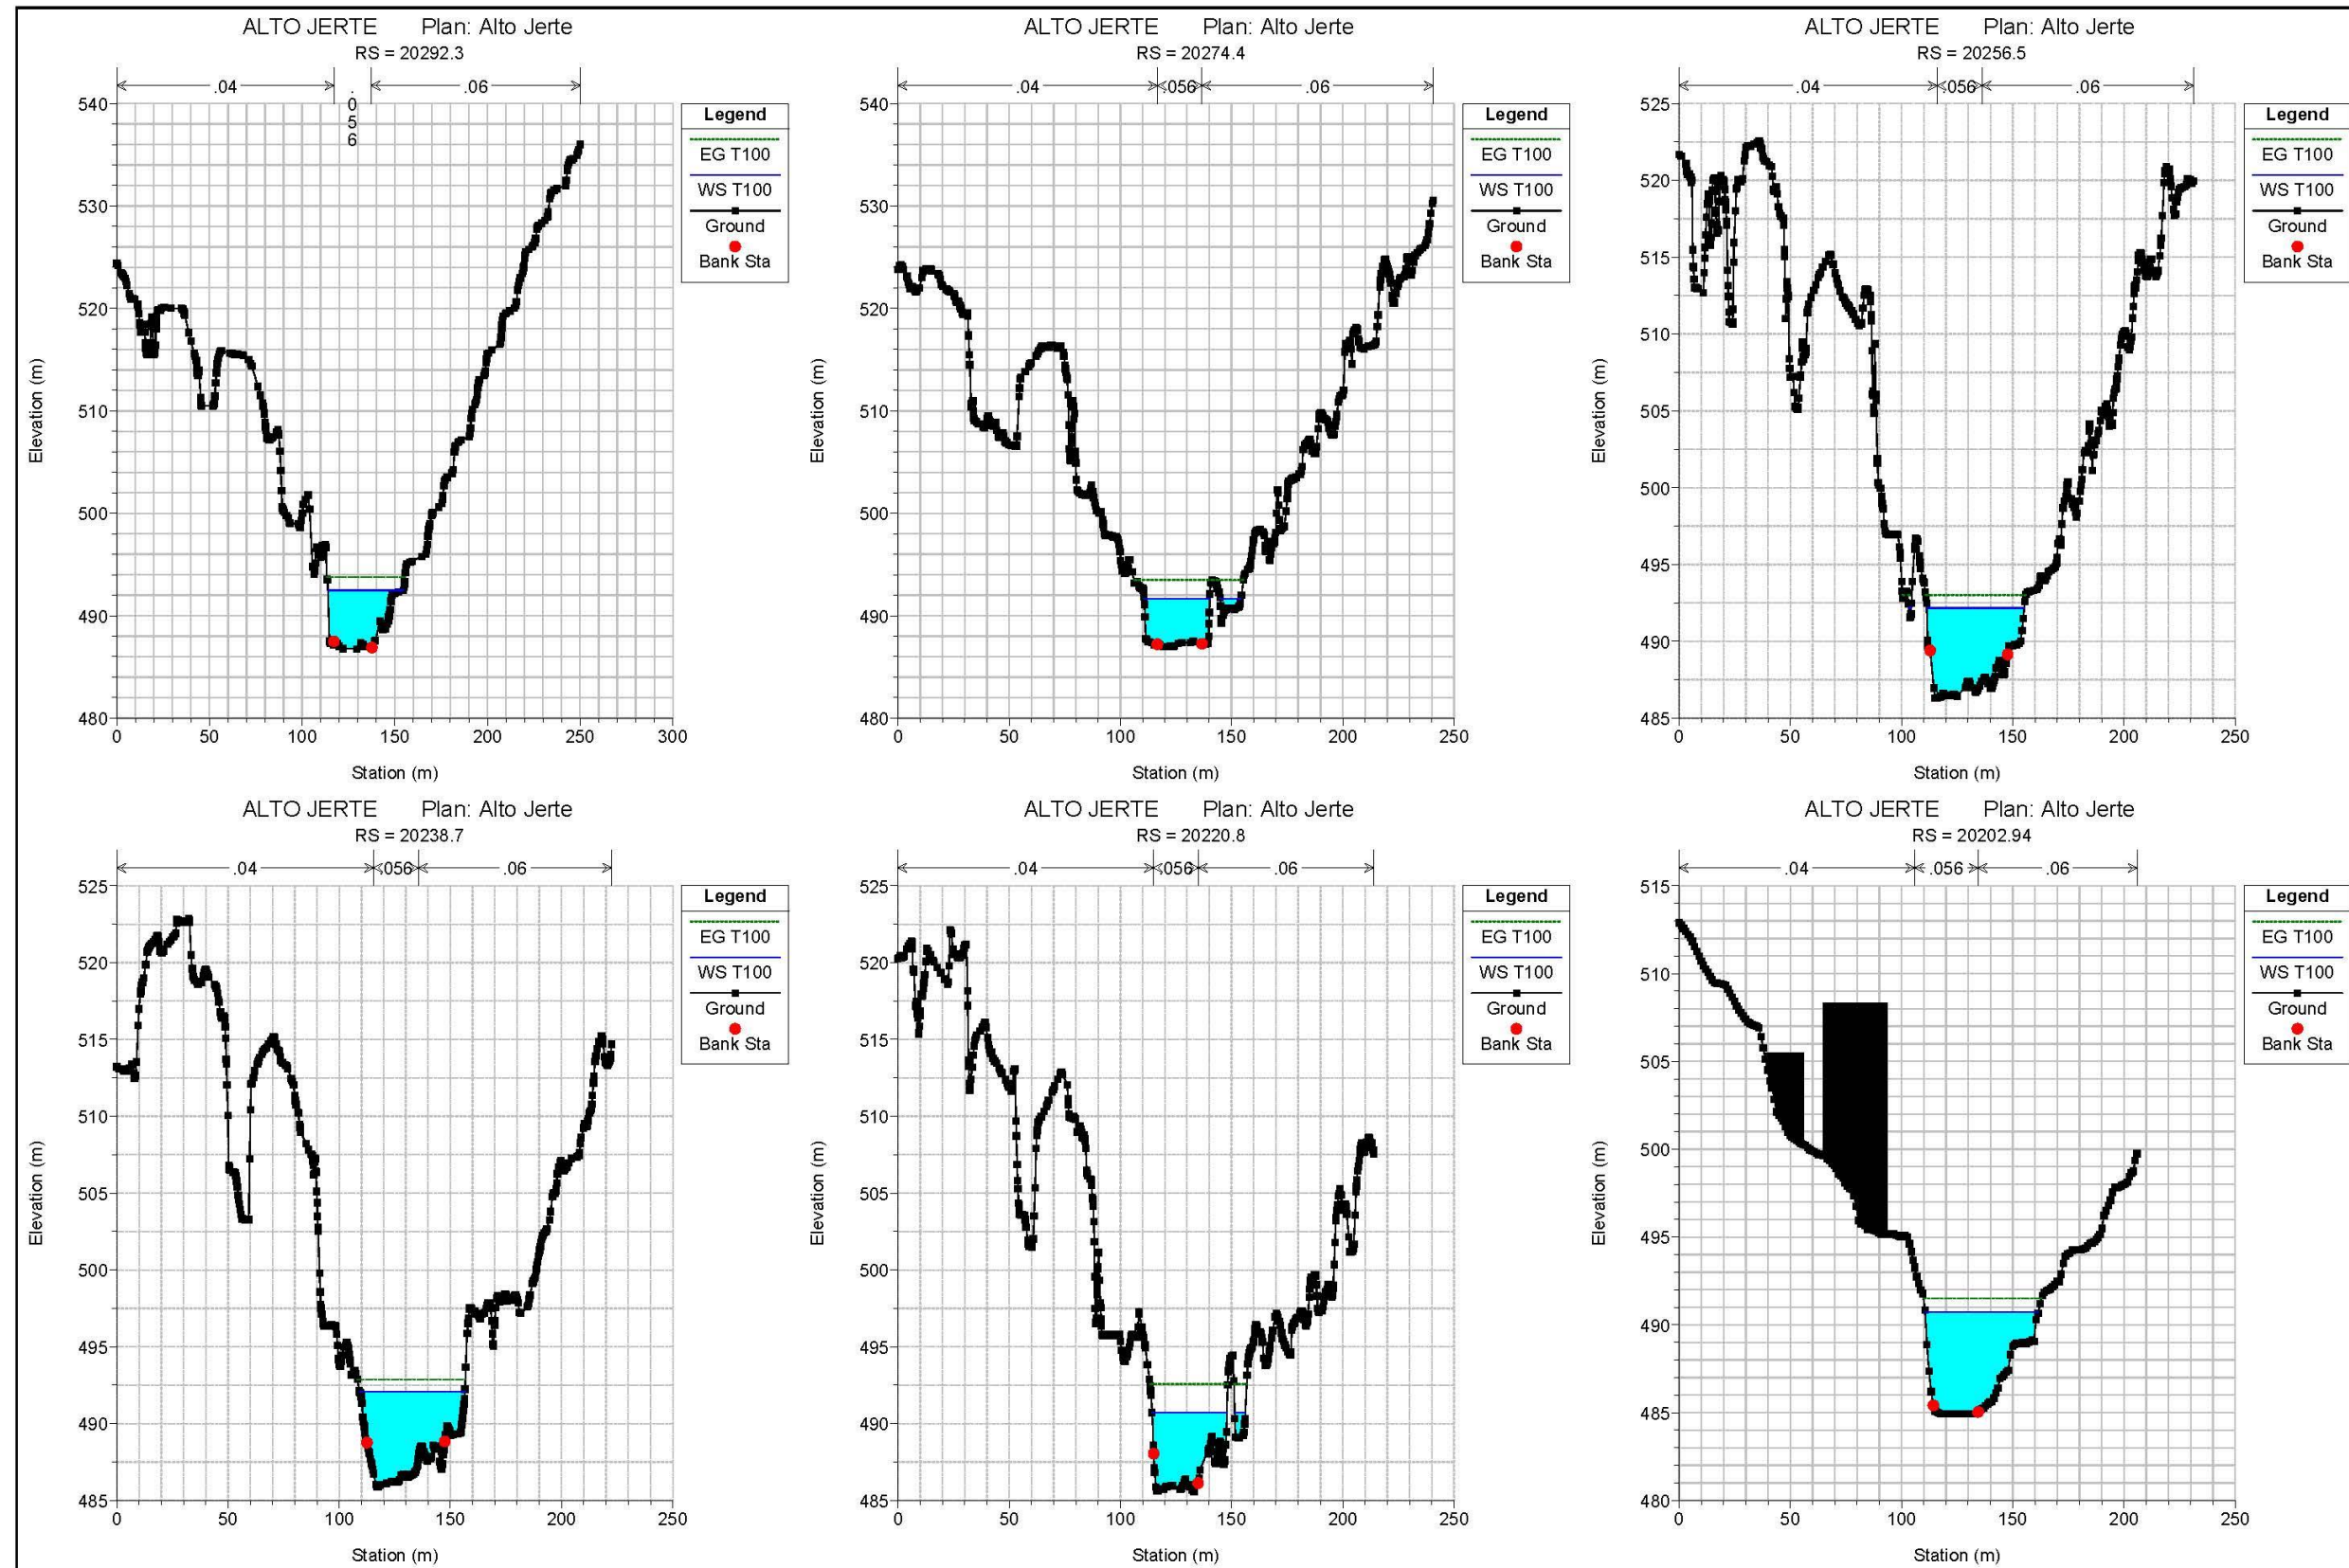 ALTO JERTE Plan: Alto Jerte
RS = 20292.3
.04 .056 .06
540
530
520
510
500
490
480
Elevation (m)
0 50 100 150 200 250 300
Station (m)
Legend
EG T100
WS T100
Ground
Bank Sta
ALTO JERTE Plan: Alto Jerte
RS = 20274.4
.04 .056 .06
540
530
520
510
500
490
480
Elevation (m)
0 50 100 150 200 250
Station (m)
Legend
EG T100
WS T100
Ground
Bank Sta
ALTO JERTE Plan: Alto Jerte
RS = 20256.5
.04 .056 .06
525
520
515
510
505
500
495
490
485
Elevation (m)
0 50 100 150 200 250
Station (m)
Legend
EG T100
WS T100
Ground
Bank Sta
ALTO JERTE Plan: Alto Jerte
RS = 20238.7
.04 .056 .06
525
520
515
510
505
500
495
490
485
Elevation (m)
0 50 100 150 200 250
Station (m)
Legend
EG T100
WS T100
Ground
Bank Sta
ALTO JERTE Plan: Alto Jerte
RS = 20220.8
.04 .056 .06
525
520
515
510
505
500
495
490
485
Elevation (m)
0 50 100 150 200 250
Station (m)
Legend
EG T100
WS T100
Ground
Bank Sta
ALTO JERTE Plan: Alto Jerte
RS = 20202.94
.04 .056 .06
515
510
505
500
495
490
485
480
Elevation (m)
0 50 100 150 200 250
Station (m)
Legend
EG T100
WS T100
Ground
Bank Sta